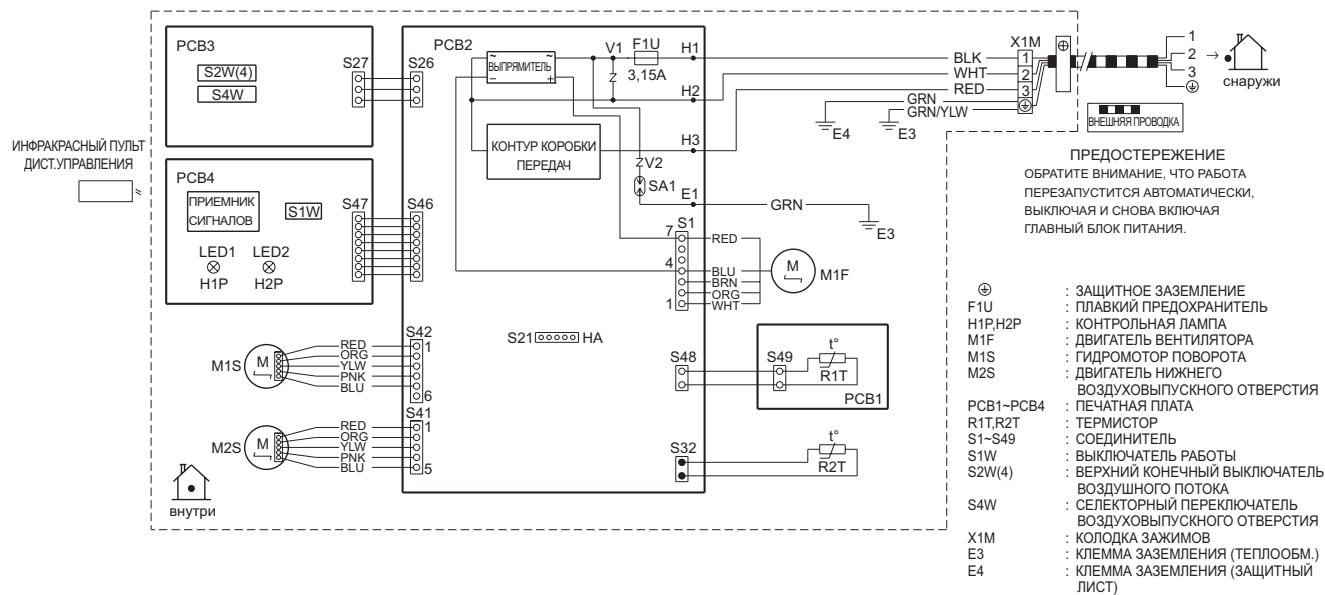 PCB3
S2W(4)
S4W
S27
S26
PCB2
~ ~
ВЫПРЯМИТЕЛЬ
− +
V1
F1U
3,15A
H1
Z
H2
H3
КОНТУР КОРОБКИ
ПЕРЕДАЧ
Z V2
SA1
E1
GRN
E3
BLK
WHT
RED
GRN
GRN/YLW
E4
E3
X1M
1
2
3
1
2
3
снаружи
ВНЕШНЯЯ ПРОВОДКА
ИНФРАКРАСНЫЙ ПУЛЬТ
ДИСТ.УПРАВЛЕНИЯ
PCB4
ПРИЕМНИК
СИГНАЛОВ
S1W
LED1 LED2
H1P H2P
S47
S46
S1
7
4
1
RED
BLU
BRN
ORG
WHT
M
M1F
S21 HA
M1S
M
RED
ORG
YLW
PNK
BLU
S42
1
6
M2S
M
RED
ORG
YLW
PNK
BLU
S41
1
5
S48
S49
t°
R1T
PCB1
S32
t°
R2T
внутри
ПРЕДОСТЕРЕЖЕНИЕ
ОБРАТИТЕ ВНИМАНИЕ, ЧТО РАБОТА
ПЕРЕЗАПУСТИТСЯ АВТОМАТИЧЕСКИ,
ВЫКЛЮЧАЯ И СНОВА ВКЛЮЧАЯ
ГЛАВНЫЙ БЛОК ПИТАНИЯ.
: ЗАЩИТНОЕ ЗАЗЕМЛЕНИЕ
F1U : ПЛАВКИЙ ПРЕДОХРАНИТЕЛЬ
H1P,H2P : КОНТРОЛЬНАЯ ЛАМПА
M1F : ДВИГАТЕЛЬ ВЕНТИЛЯТОРА
M1S : ГИДРОМОТОР ПОВОРОТА
M2S : ДВИГАТЕЛЬ НИЖНЕГО
ВОЗДУХОВЫПУСКНОГО ОТВЕРСТИЯ
PCB1~PCB4 : ПЕЧАТНАЯ ПЛАТА
R1T,R2T : ТЕРМИСТОР
S1~S49 : СОЕДИНИТЕЛЬ
S1W : ВЫКЛЮЧАТЕЛЬ РАБОТЫ
S2W(4) : ВЕРХНИЙ КОНЕЧНЫЙ ВЫКЛЮЧАТЕЛЬ
ВОЗДУШНОГО ПОТОКА
S4W : СЕЛЕКТОРНЫЙ ПЕРЕКЛЮЧАТЕЛЬ
ВОЗДУХОВЫПУСКНОГО ОТВЕРСТИЯ
X1M : КОЛОДКА ЗАЖИМОВ
E3 : КЛЕММА ЗАЗЕМЛЕНИЯ (ТЕПЛООБМ.)
E4 : КЛЕММА ЗАЗЕМЛЕНИЯ (ЗАЩИТНЫЙ
ЛИСТ)